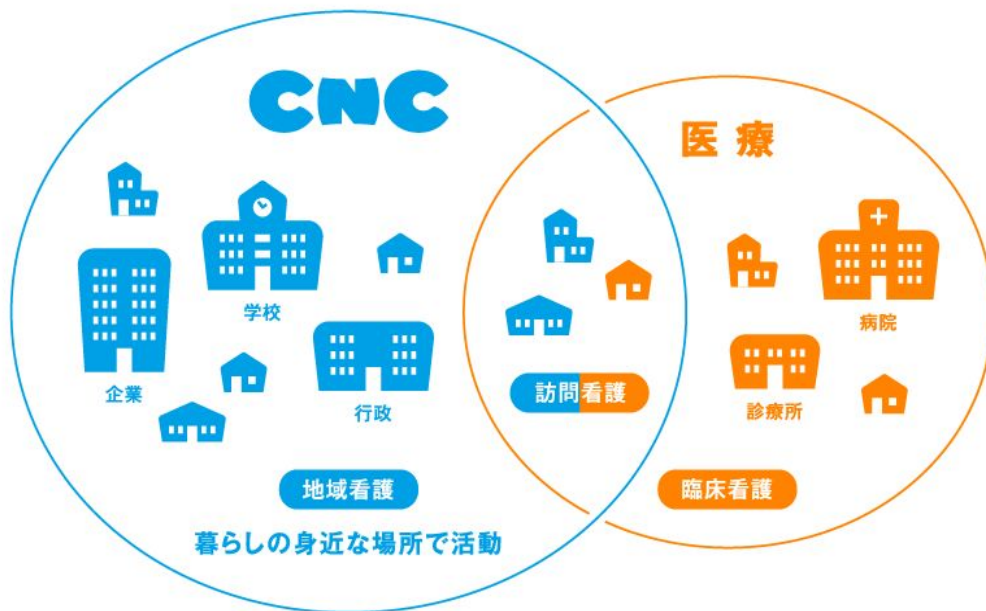 CNC
医療
学校
企業
行政
訪問看護
病院
診療所
地域看護
臨床看護
暮らしの身近な場所で活動